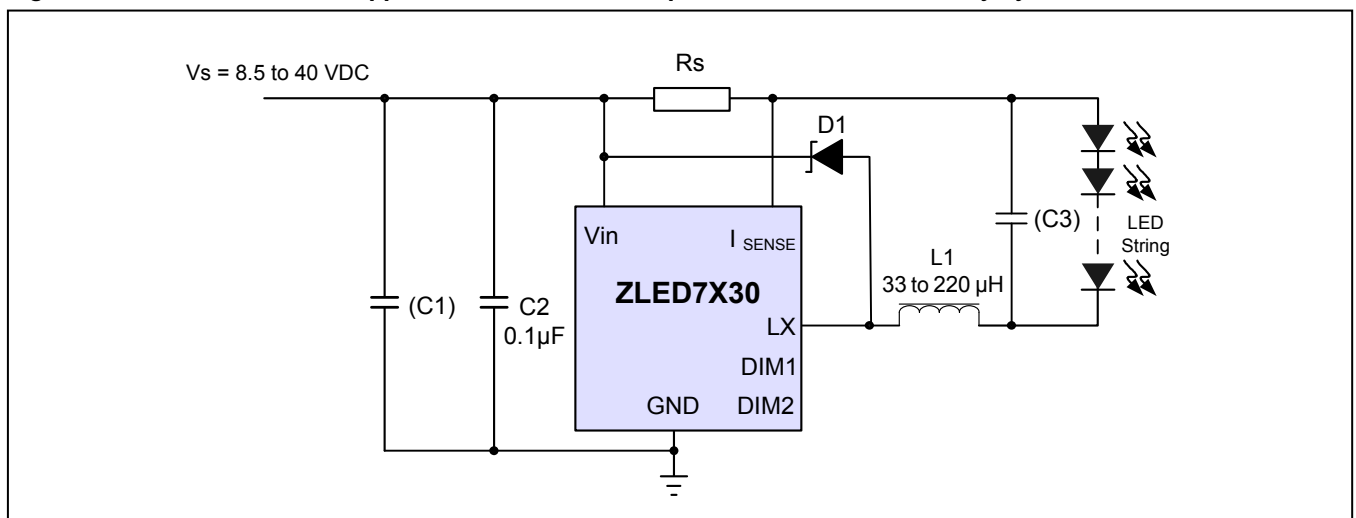 Vs = 8.5 to 40 VDC
Rs
D1
(C1)
C2
0.1µF
Vin
I SENSE
ZLED7X30
LX
DIM1
DIM2
GND
L1
33 to 220 µH
(C3)
LED
String